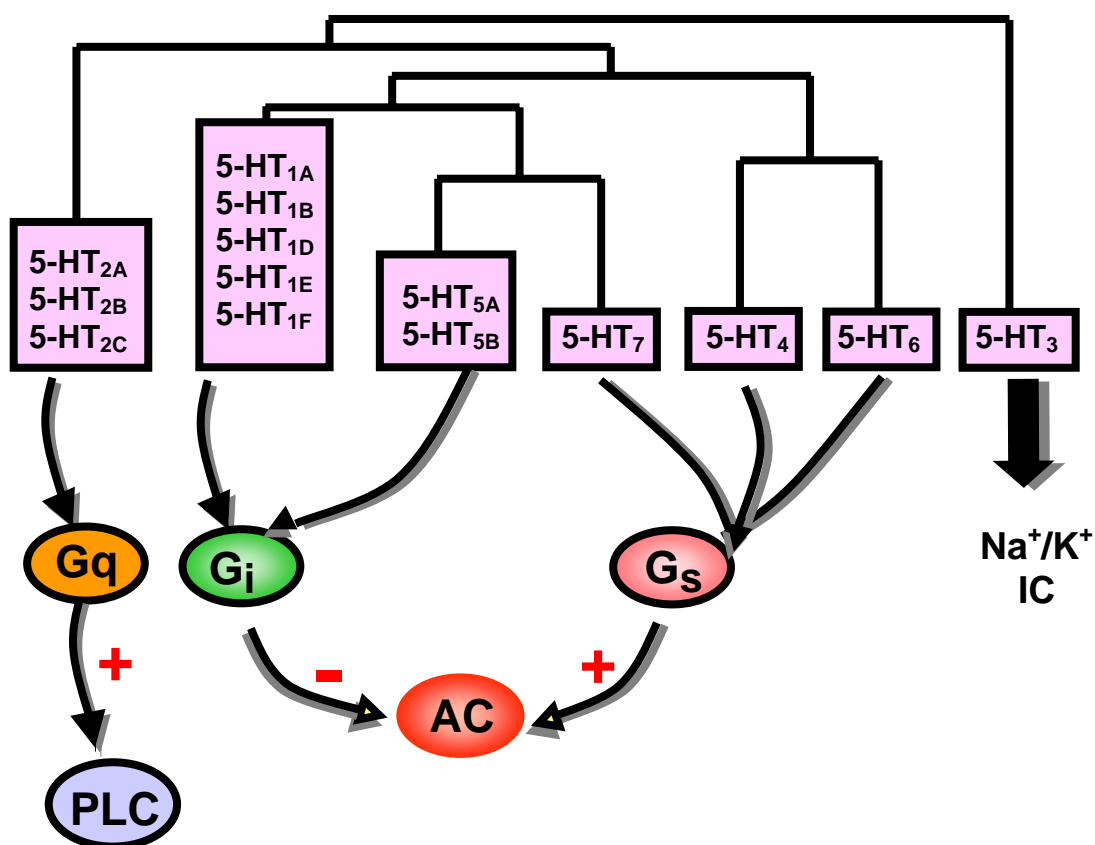 5-HT1A
5-HT1B
5-HT1D
5-HT1E
5-HT1F
5-HT2A
5-HT2B
5-HT2C
5-HT5A
5-HT5B
5-HT7
5-HT4
5-HT6
5-HT3
Gq
Gi
Gs
Na+/K+
IC
+
-
+
AC
PLC